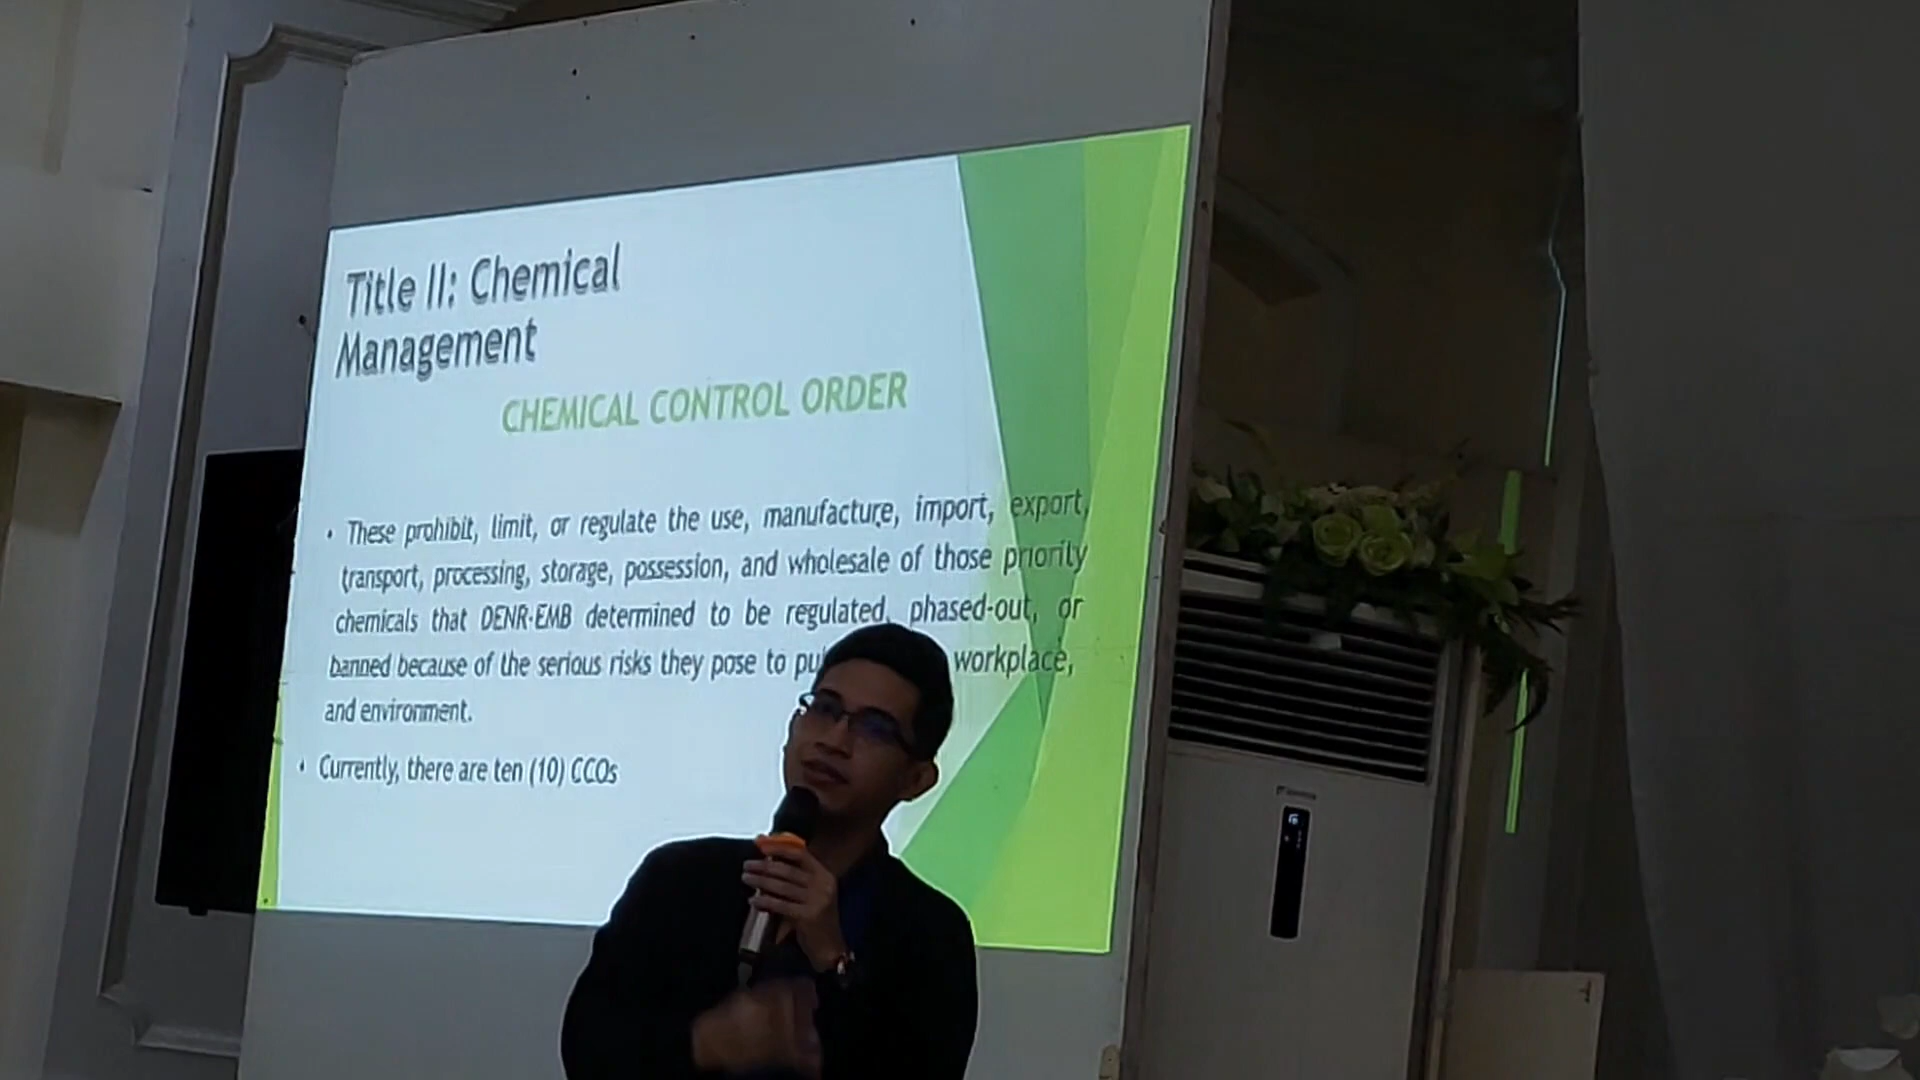 Title II: Chemical
Management
CHEMICAL CONTROL ORDER
• These prohibit, limit, or regulate the use, manufacture, import, export,
transport, processing, storage, possession, and wholesale of those priority
chemicals that DENR-EMB determined to be regulated, phased-out, or
banned because of the serious risks they pose to workplace,
and environment.
• Currently, there are ten (10) CCOs